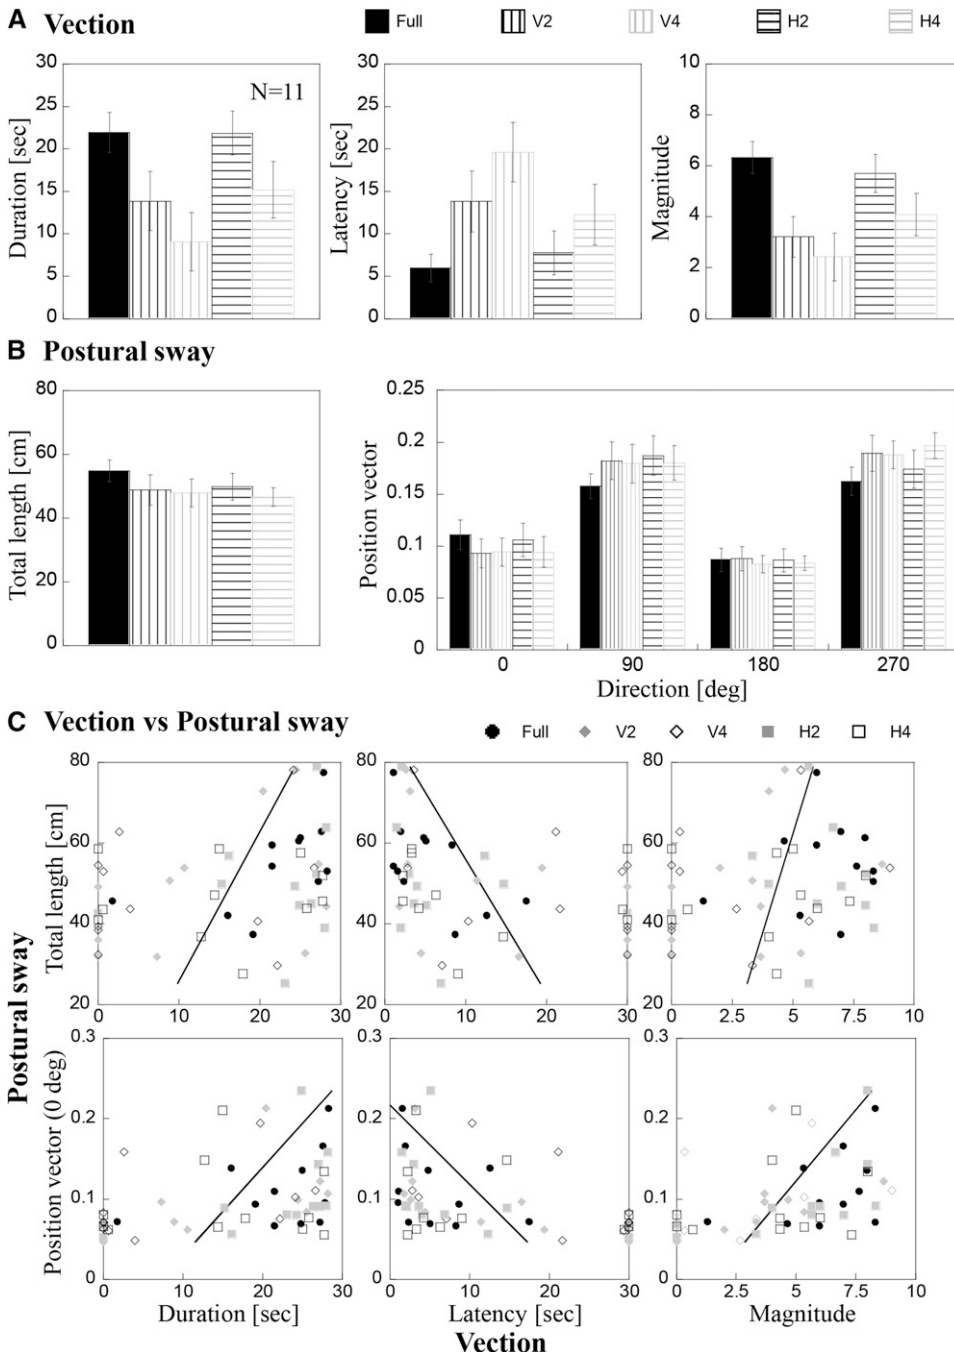 A Vection
Full V2 V4 H2 H4
30 25 20 15 10 5 0
Duration [sec]
N=11
30 25 20 15 10 5 0
Latency [sec]
10 8 6 4 2 0
Magnitude
B Postural sway
80 60 40 20 0
Total length [cm]
0.25 0.2 0.15 0.1 0.05 0
Position vector
0 90 180 270
Direction [deg]
C Vection vs Postural sway
Full V2 V4 H2 H4
Postural sway
80 60 40 20
Total length [cm]
0 10 20 30
0 10 20 30
0 2.5 5 7.5 10
0.3 0.2 0.1 0
Position vector (0 deg)
0 10 20 30
0 10 20 30
0 2.5 5 7.5 10
Duration [sec] Latency [sec] Magnitude
Vection